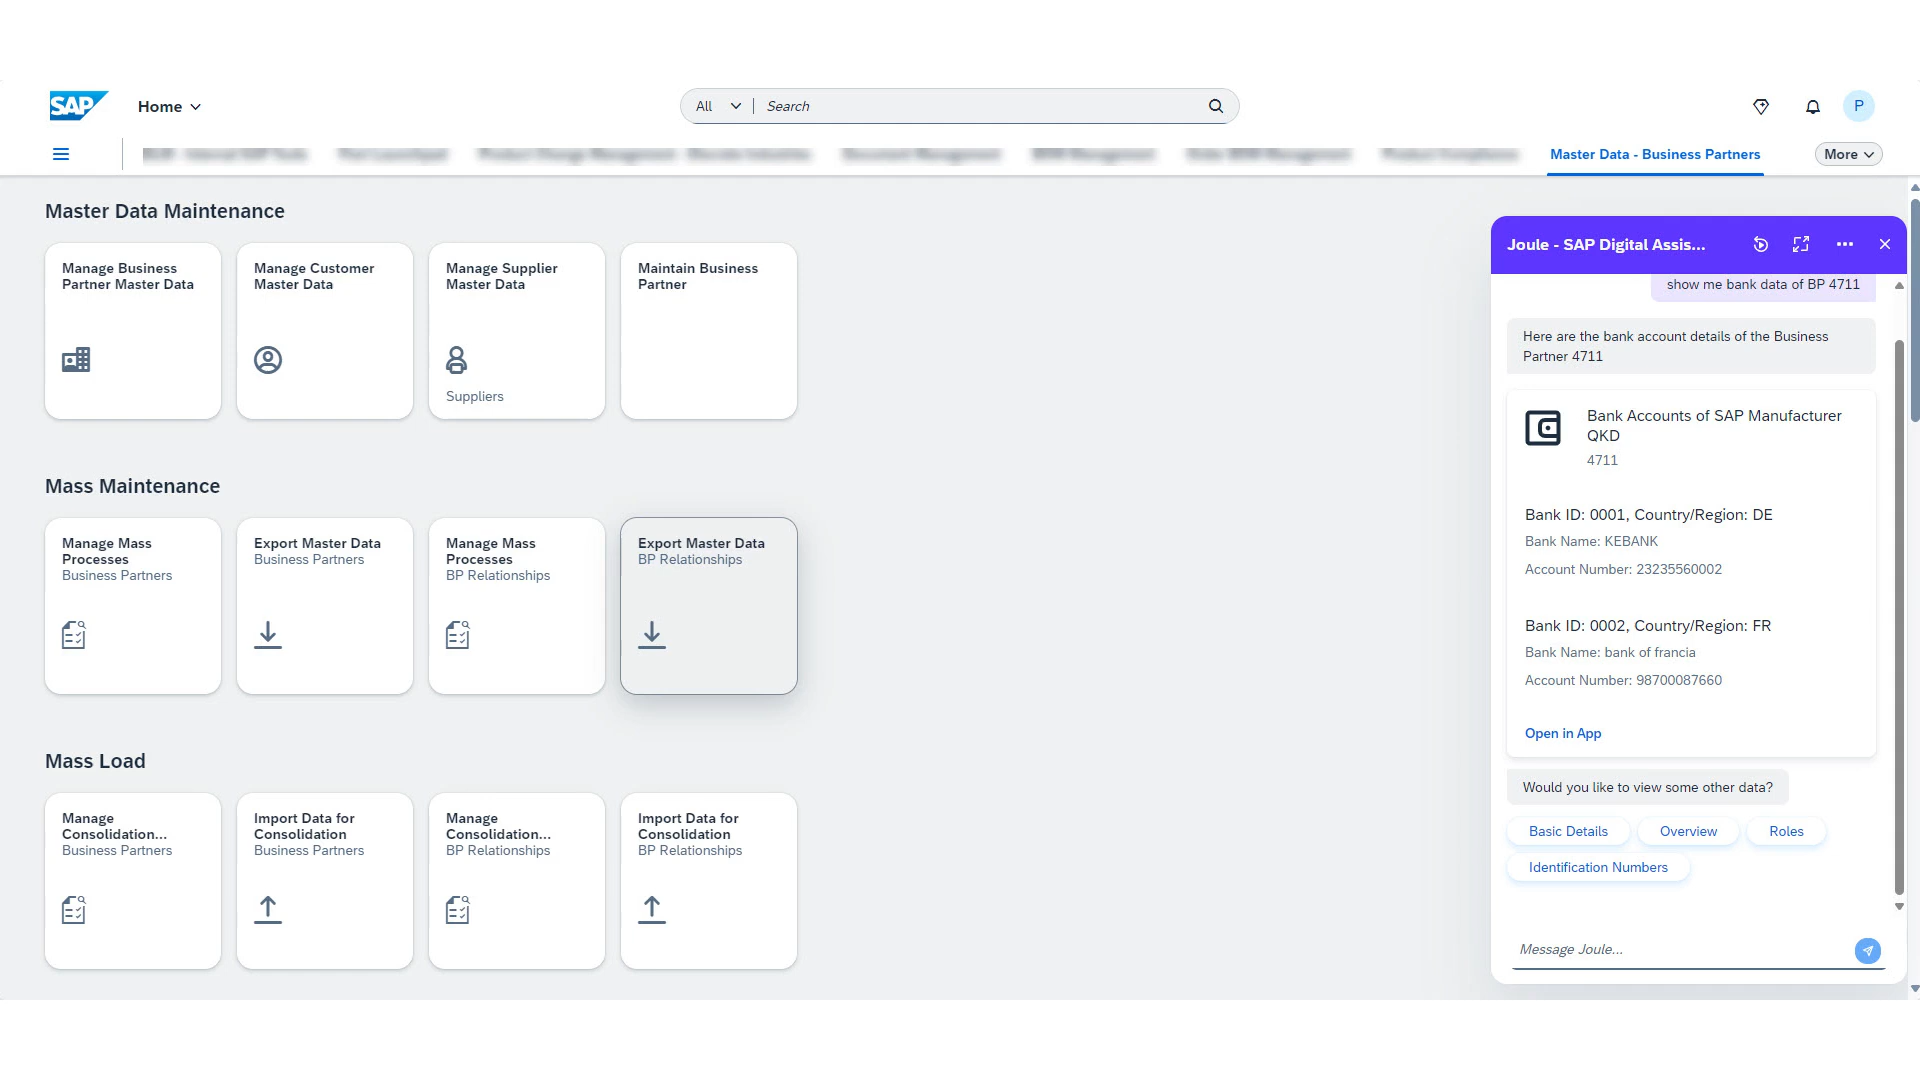 SAP
Home
All
Search
P
Master Data - Business Partners
More
Master Data Maintenance
Manage Business
Partner Master Data
Manage Customer
Master Data
Manage Supplier
Master Data
Suppliers
Maintain Business
Partner
Mass Maintenance
Manage Mass
Processes
Business Partners
Export Master Data
Business Partners
Manage Mass
Processes
BP Relationships
Export Master Data
BP Relationships
Mass Load
Manage
Consolidation...
Business Partners
Import Data for
Consolidation
Business Partners
Manage
Consolidation...
BP Relationships
Import Data for
Consolidation
BP Relationships
Joule - SAP Digital Assis...
show me bank data of BP 4711
Here are the bank account details of the Business
Partner 4711
Bank Accounts of SAP Manufacturer
QKD
4711
Bank ID: 0001, Country/Region: DE
Bank Name: KEBANK
Account Number: 23235560002
Bank ID: 0002, Country/Region: FR
Bank Name: bank of francia
Account Number: 98700087660
Open in App
Would you like to view some other data?
Basic Details
Overview
Roles
Identification Numbers
Message Joule...